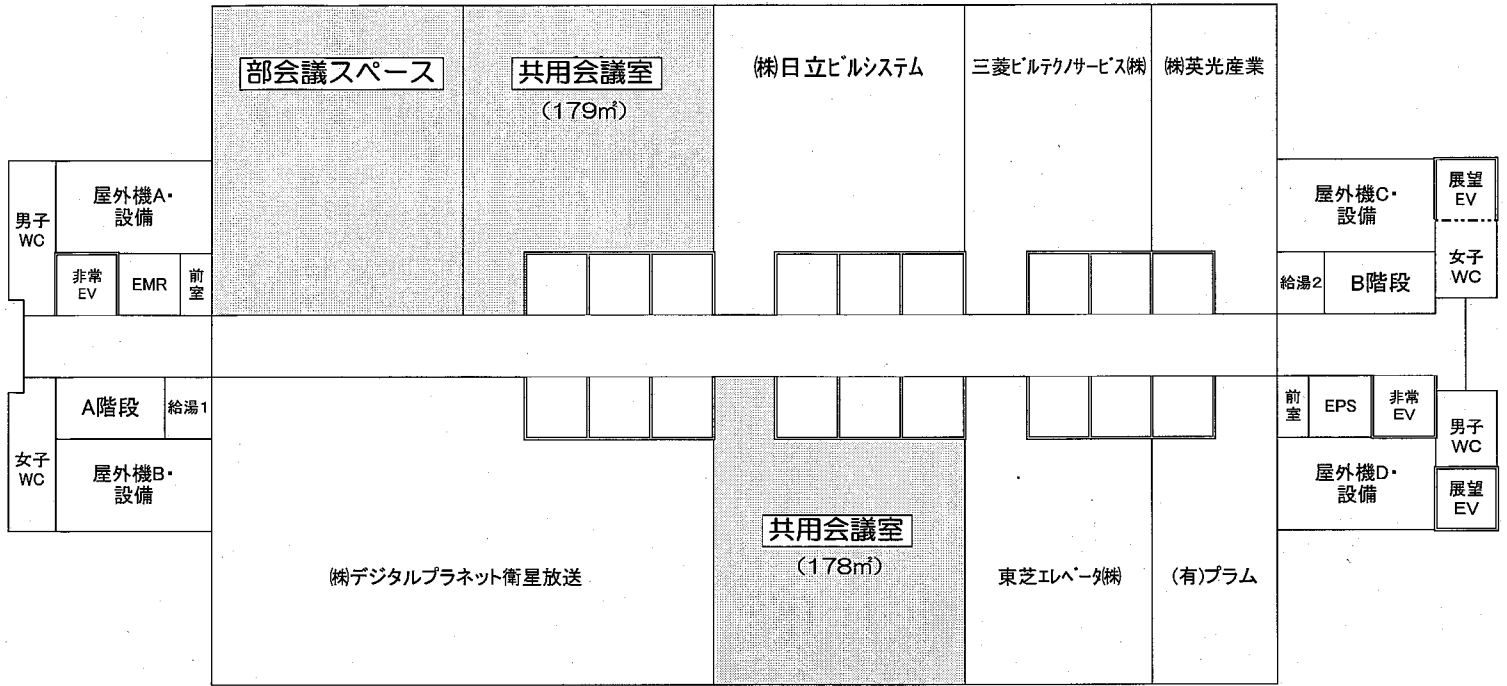 部会議スペース
共用会議室
(179㎡)
㈱日立ビルシステム
三菱ビルテクノサービス㈱
㈱英光産業
男子
WC
屋外機A・
設備
非常
EV
EMR
前
室
屋外機C・
設備
展望
EV
給湯2
B階段
女子
WC
A階段
給湯1
女子
WC
屋外機B・
設備
㈱デジタルプラネット衛星放送
共用会議室
(178㎡)
東芝エレベータ㈱
(有)プラム
前
室
EPS
非常
EV
男子
WC
屋外機D・
設備
展望
EV